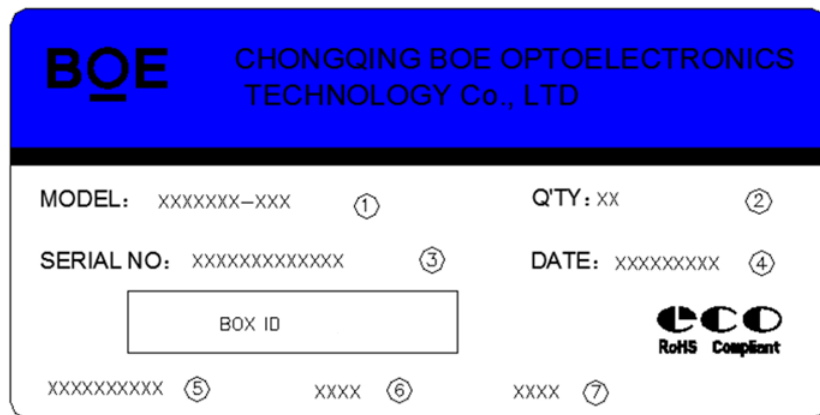 BOE CHONGQING BOE OPTOELECTRONICS
TECHNOLOGY Co., LTD
MODEL: XXXXXXX-XXX ① Q'TY: XX ②
SERIAL NO: XXXXXXXXXXXXX ③ DATE: XXXXXXXXX ④
BOX ID
eco
RoHS Compliant
XXXXXXXXXX ⑤ XXXX ⑥ XXXX ⑦